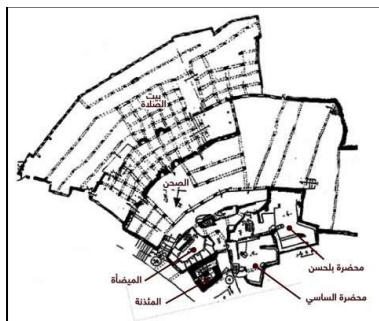 بيت
الصلاة
الصحن
الميضأة
المئذنة
محضرة بلحسن
محضرة الساسي